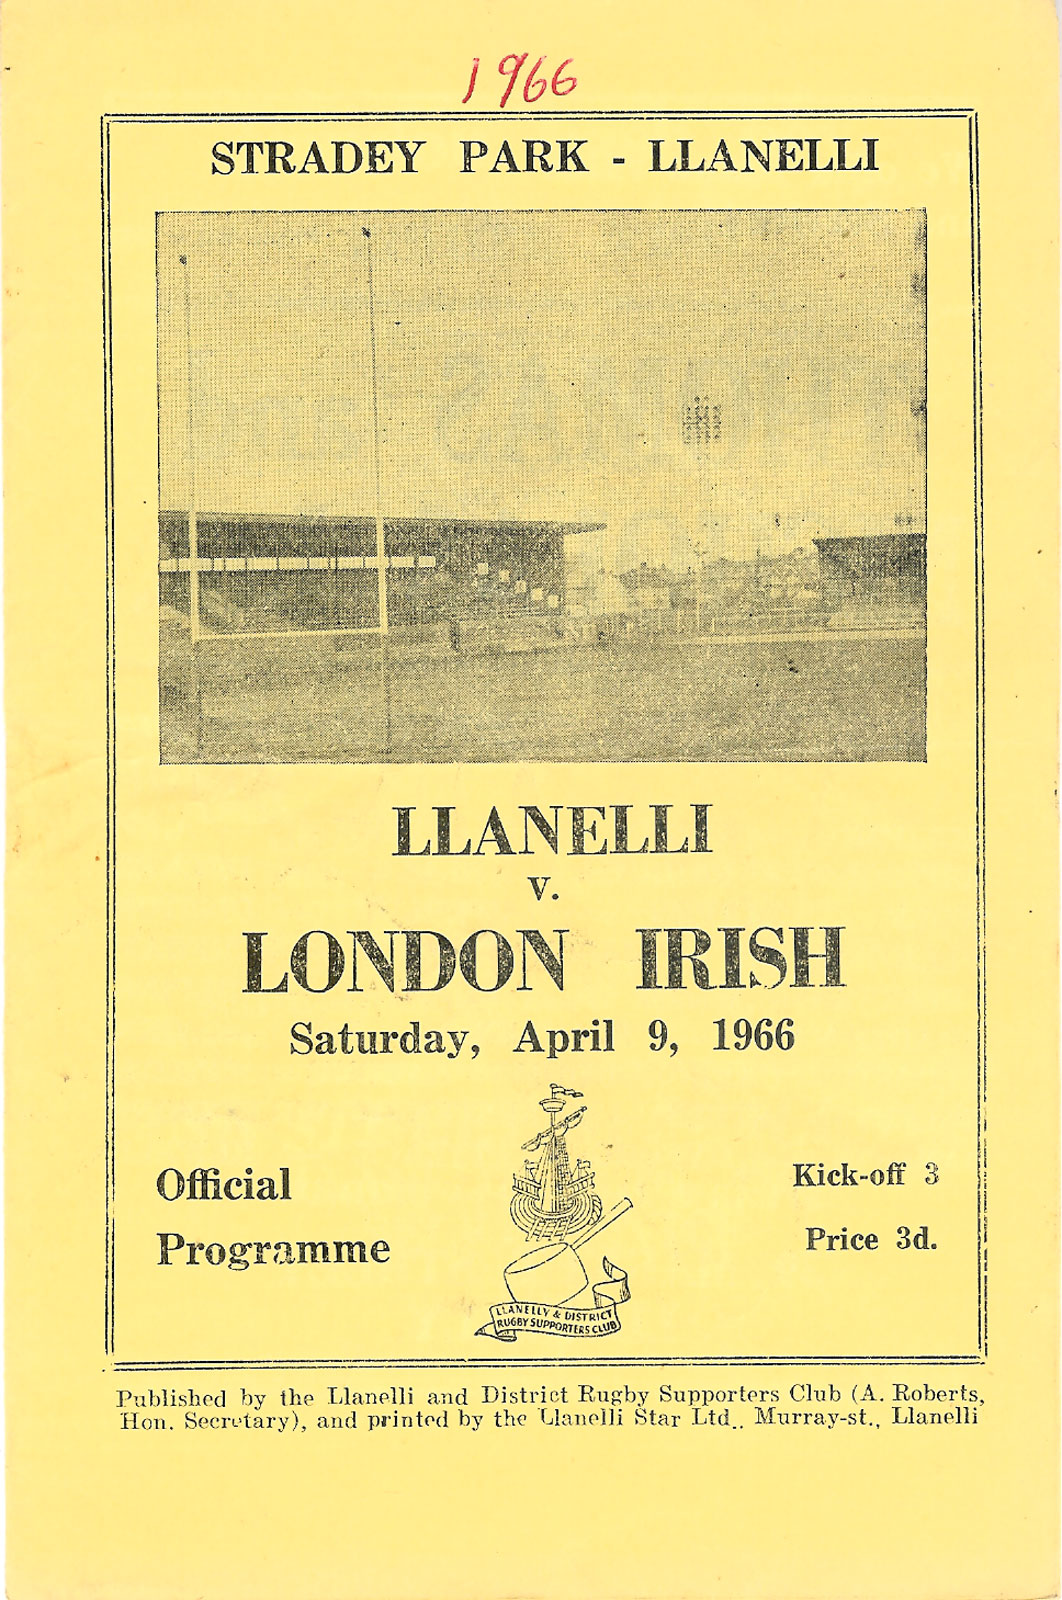 1966
STRADEY PARK - LLANELLI
LLANELLI
v.
LONDON IRISH
Saturday, April 9, 1966
Official
Programme
Kick-off 3
Price 3d.
LLANELLY & DISTRICT
RUGBY SUPPORTERS CLUB
Published by the Llanelli and District Rugby Supporters Club (A. Roberts,
Hon. Secretary), and printed by the Llanelli Star Ltd., Murray-st., Llanelli